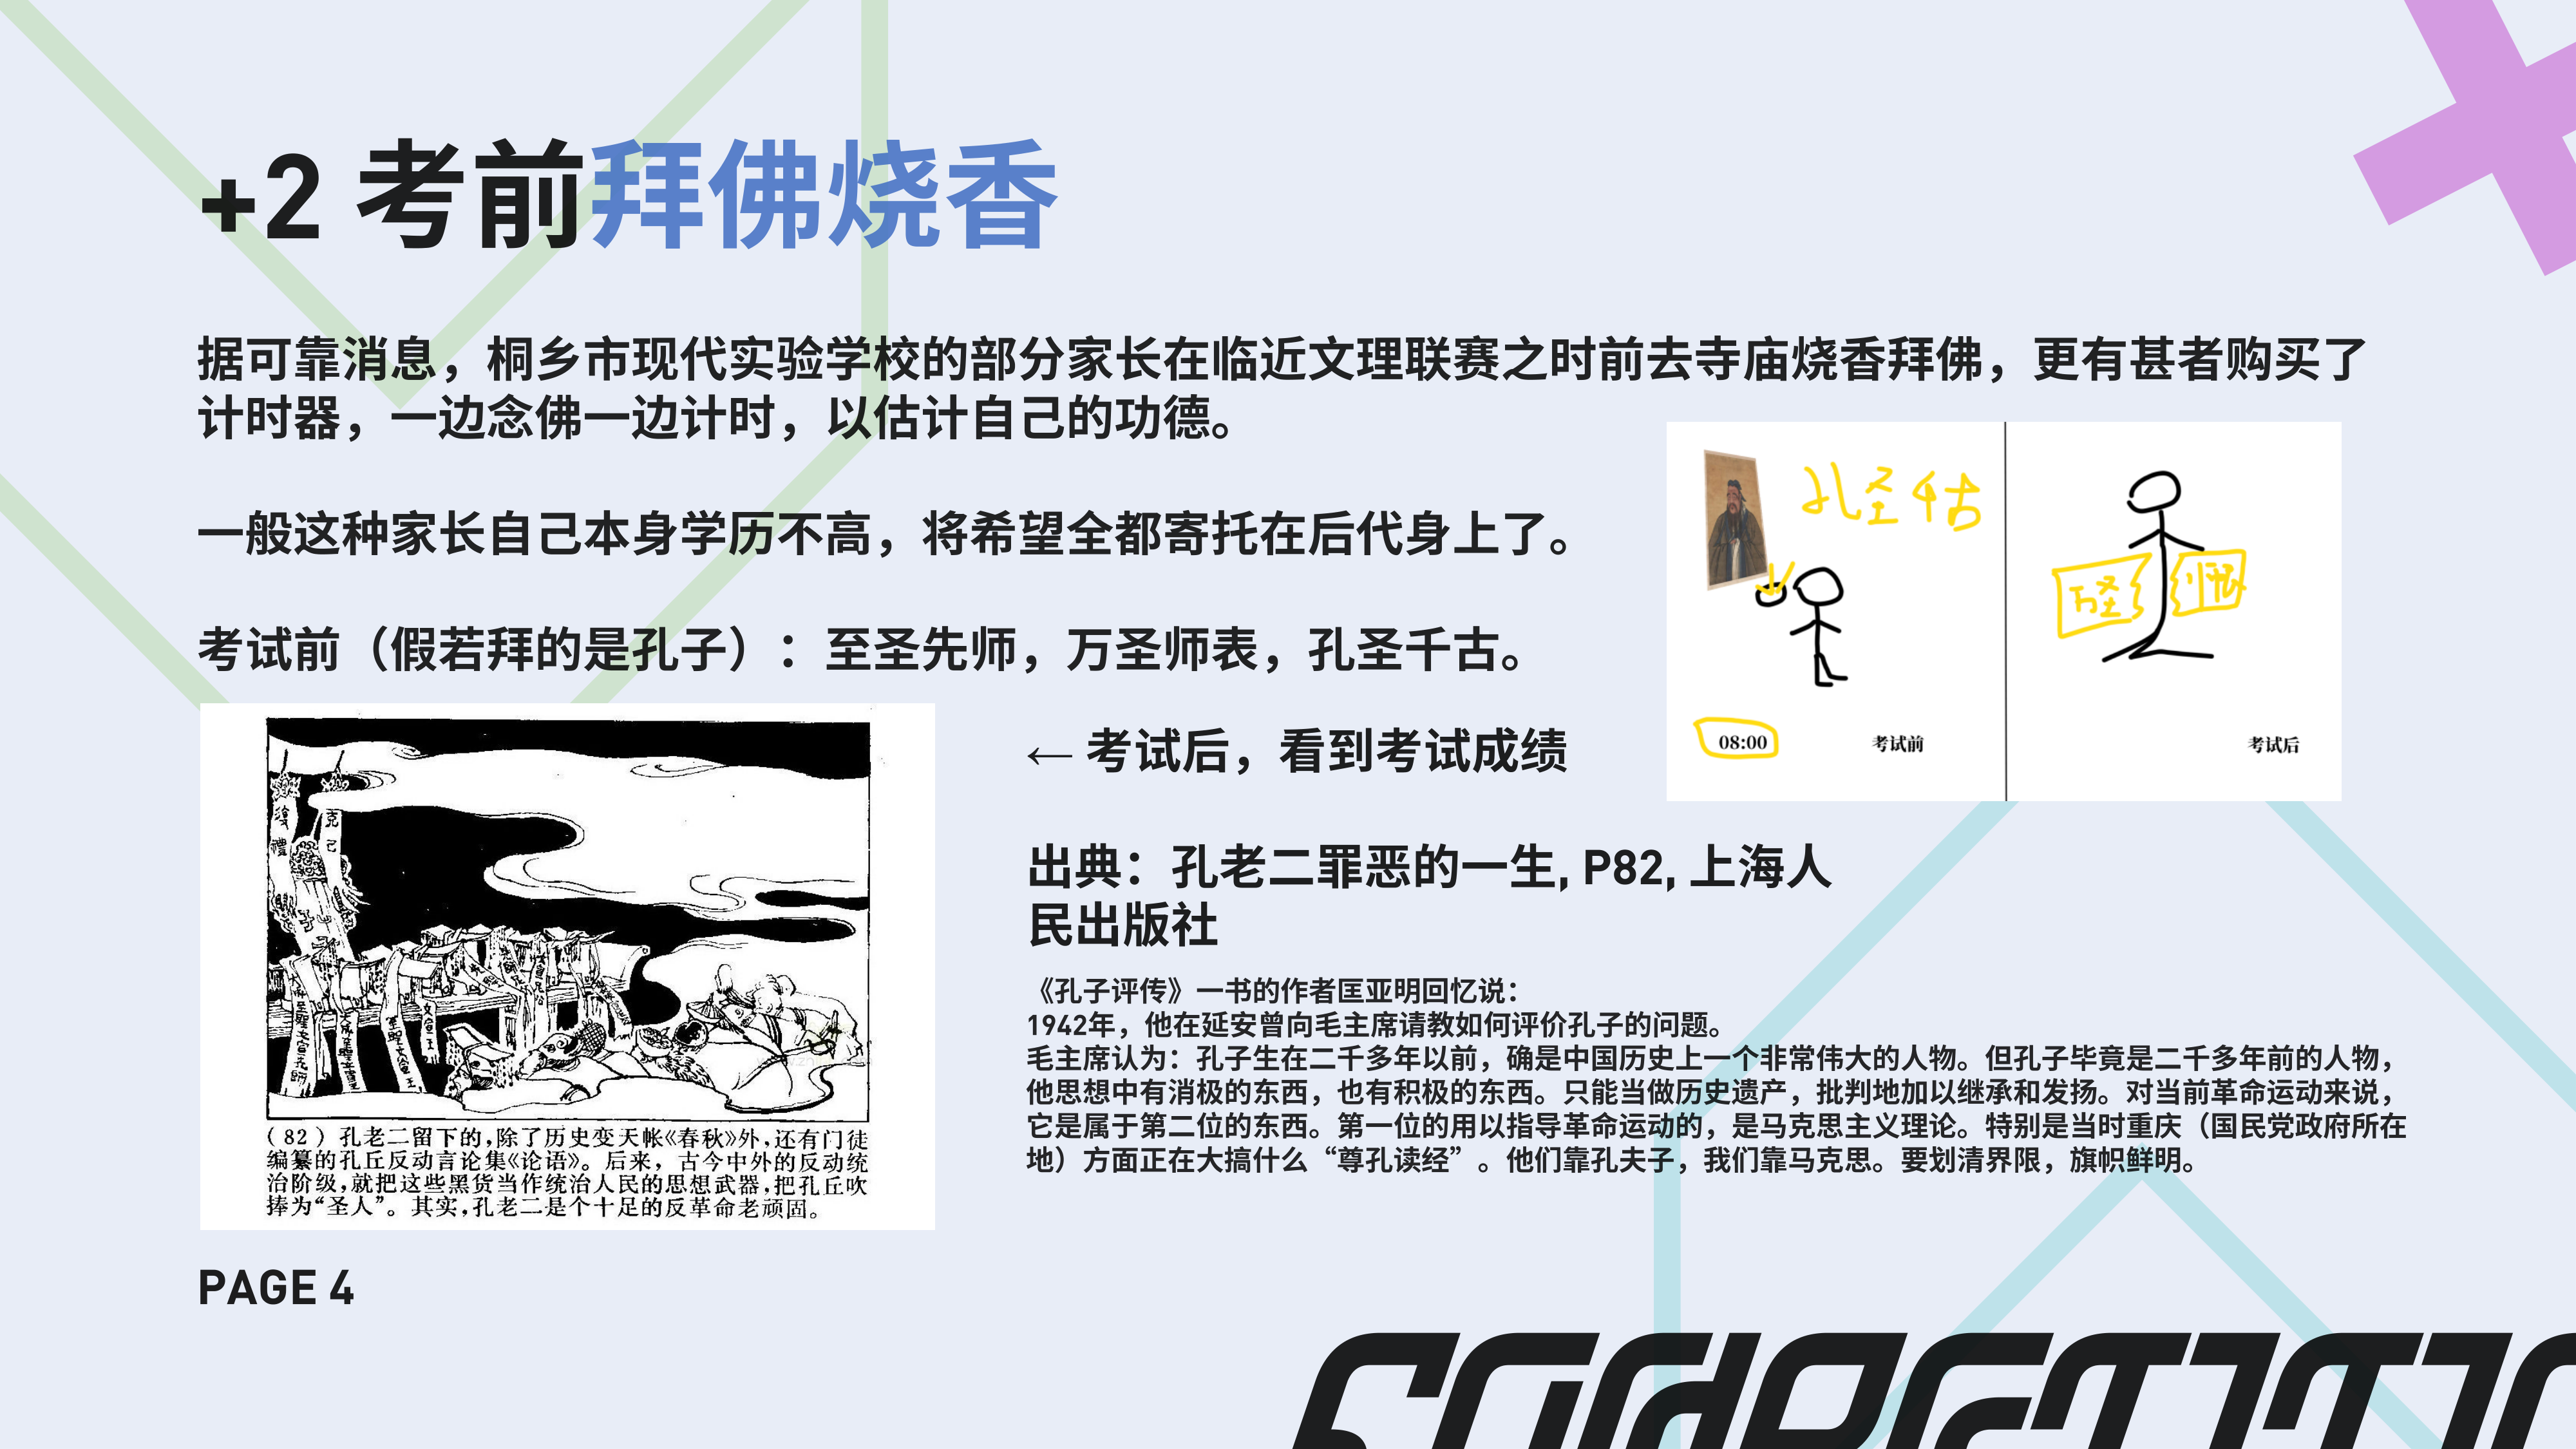 +2 考前拜佛烧香
据可靠消息，桐乡市现代实验学校的部分家长在临近文理联赛之时前去寺庙烧香拜佛，更有甚者购买了
计时器，一边念佛一边计时，以估计自己的功德。
一般这种家长自己本身学历不高，将希望全都寄托在后代身上了。
考试前（假若拜的是孔子）：至圣先师，万圣师表，孔圣千古。
孔圣千古
08:00
考试前
万圣
考试后
← 考试后，看到考试成绩
出典：孔老二罪恶的一生, P82, 上海人
民出版社
《孔子评传》一书的作者匡亚明回忆说：
1942年，他在延安曾向毛主席请教如何评价孔子的问题。
毛主席认为：孔子生在二千多年以前，确是中国历史上一个非常伟大的人物。但孔子毕竟是二千多年前的人物，
他思想中有消极的东西，也有积极的东西。只能当做历史遗产，批判地加以继承和发扬。对当前革命运动来说，
它是属于第二位的东西。第一位的用以指导革命运动的，是马克思主义理论。特别是当时重庆（国民党政府所在
地）方面正在大搞什么“尊孔读经”。他们靠孔夫子，我们靠马克思。要划清界限，旗帜鲜明。
克己
復禮
（82）孔老二留下的，除了历史变天帐《春秋》外，还有门徒
编纂的孔丘反动言论集《论语》。后来，古今中外的反动统
治阶级，就把这些黑货当作统治人民的思想武器，把孔丘吹
捧为“圣人”。其实，孔老二是个十足的反革命老顽固。
PAGE 4